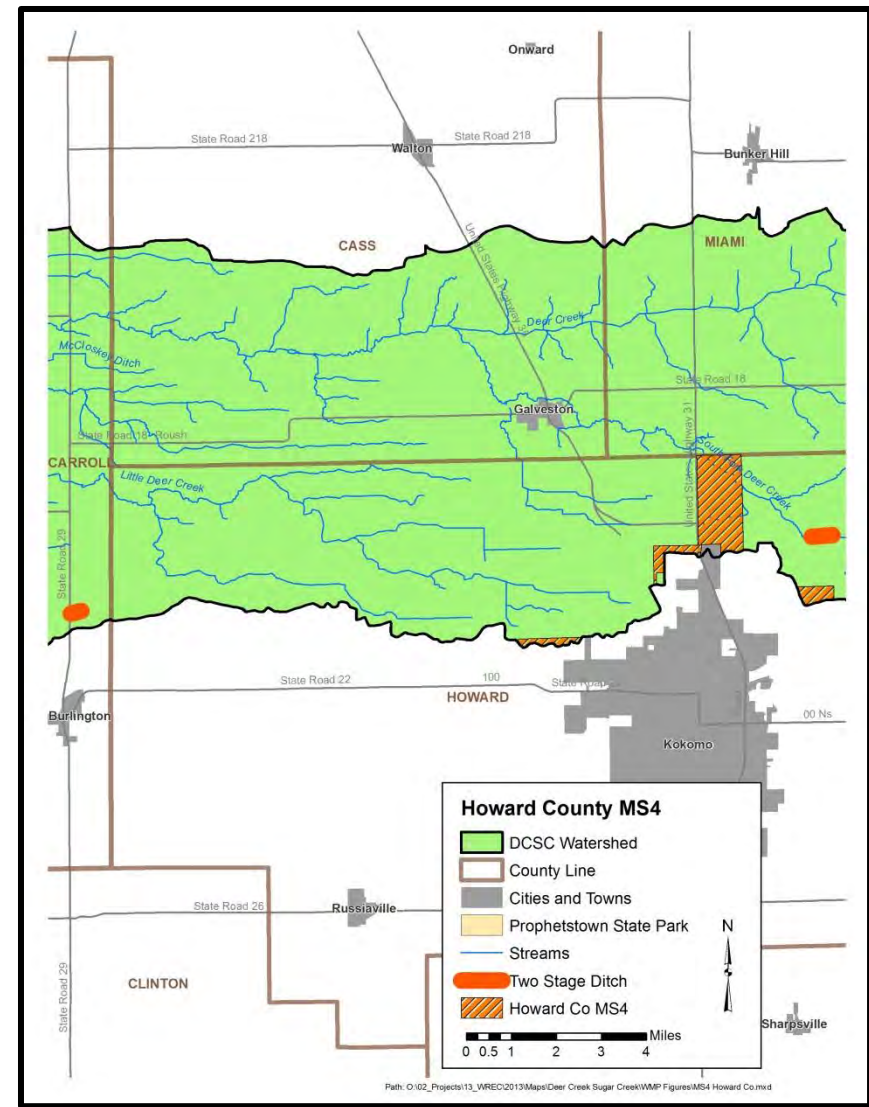 Onward
State Road 218
State Road 218
Walton
Bunker Hill
CASS
MIAMI
United States Highway 35
Deer Creek
McCloskey Ditch
State Road 18
Galveston
State Road 18 Roush
United States Highway 31
South Fork Deer Creek
CARROLL
Little Deer Creek
State Road 29
State Road 22
100
State Road
HOWARD
00 Ns
Burlington
Kokomo
Howard County MS4
DCSC Watershed
County Line
Cities and Towns
Prophetstown State Park
Streams
Two Stage Ditch
Howard Co MS4
N
Miles
0 0.5 1 2 3 4
State Road 26
Russiaville
CLINTON
State Road 29
Sharpsville
Path: O:\02_Projects\13_WREC\2013\Maps\Deer Creek Sugar Creek\WMP Figures\MS4 Howard Co.mxd